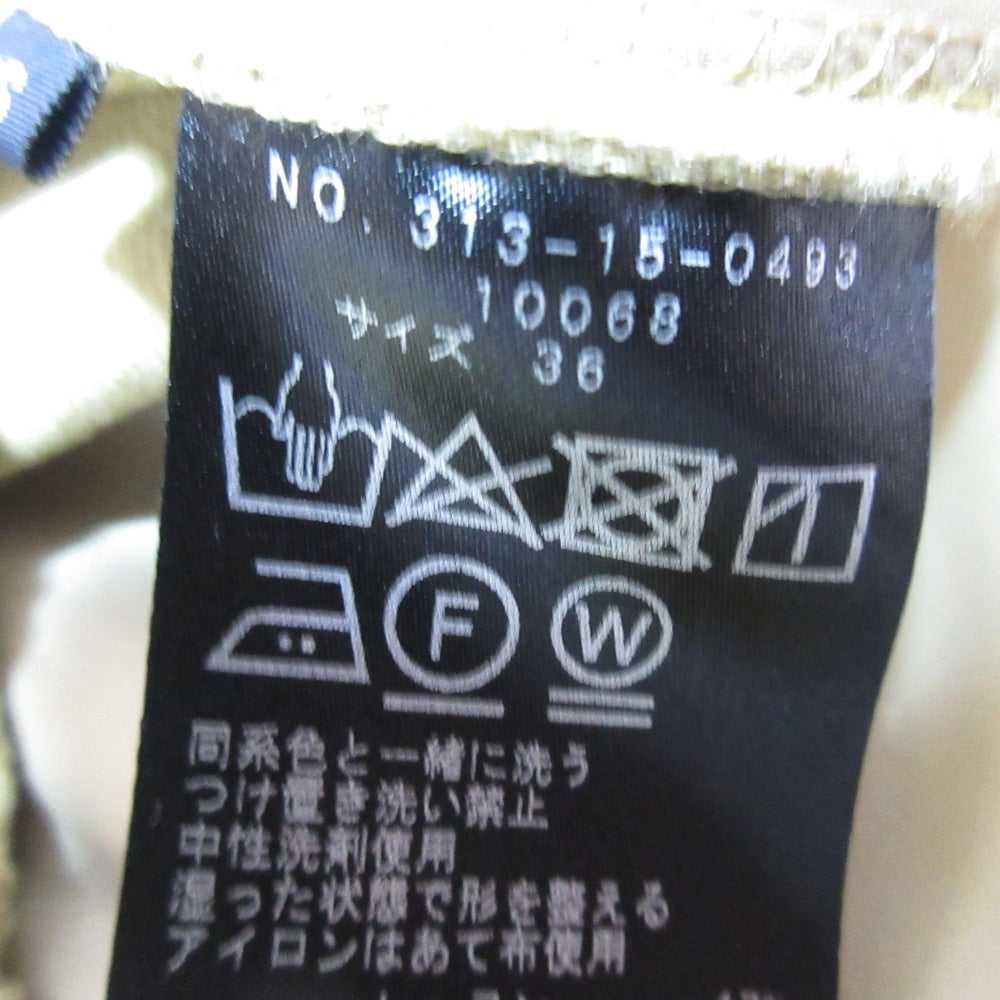 NO. 313-15-0493
10068
サイズ 36
F
W
同系色と一緒に洗う
つけ置き洗い禁止
中性洗剤使用
湿った状態で形を整える
アイロンはあて布使用